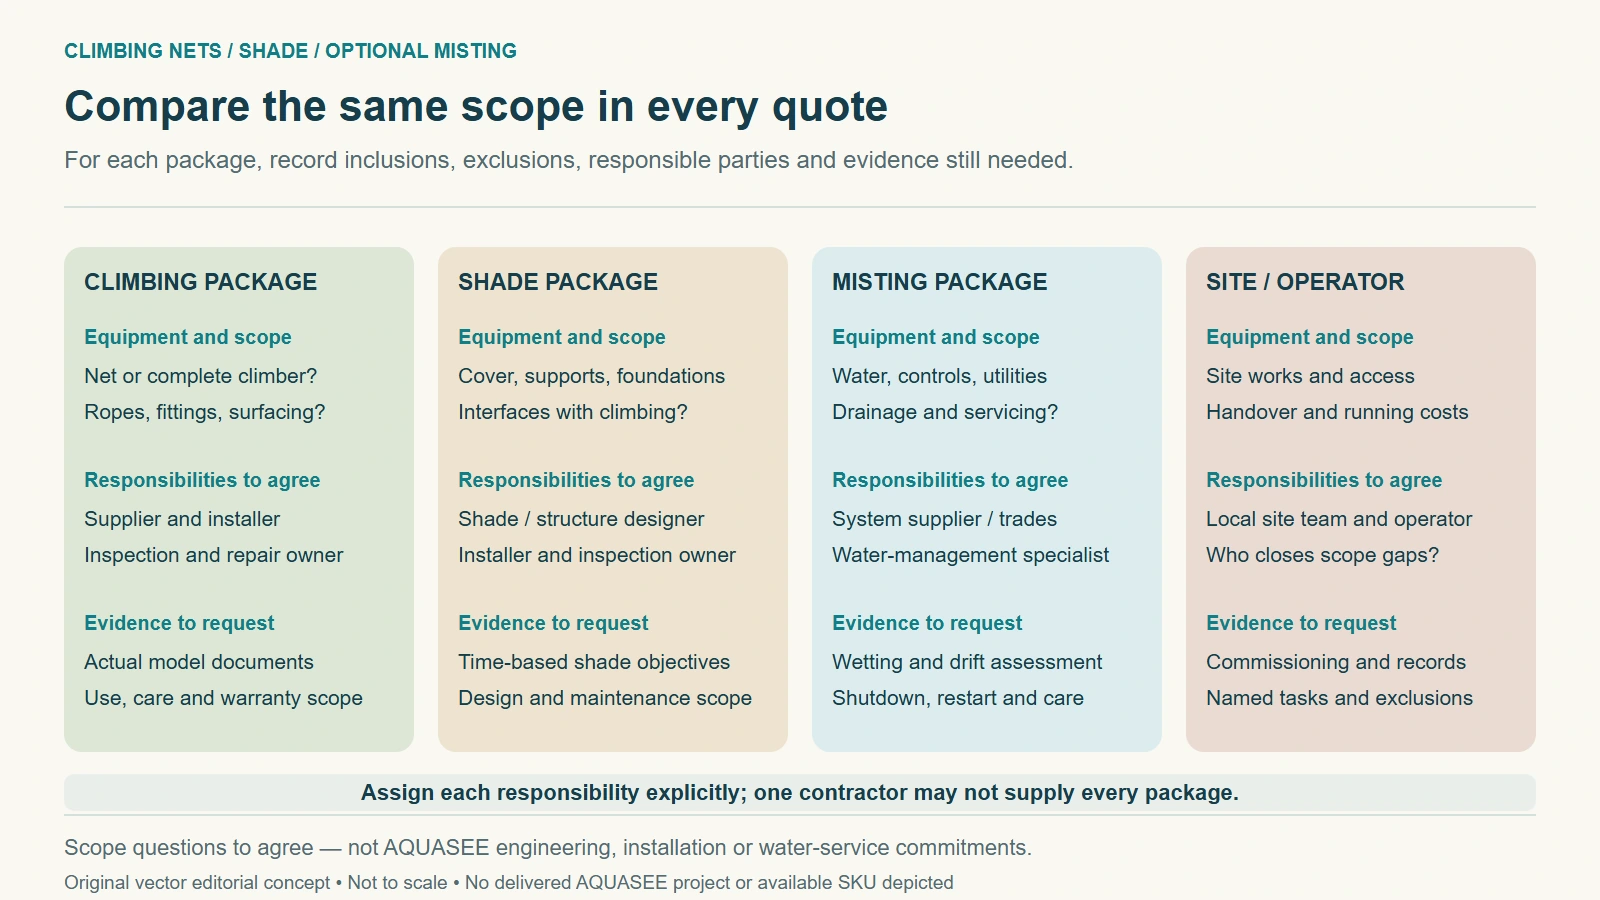 CLIMBING NETS / SHADE / OPTIONAL MISTING
Compare the same scope in every quote
For each package, record inclusions, exclusions, responsible parties and evidence still needed.
CLIMBING PACKAGE
Equipment and scope
Net or complete climber?
Ropes, fittings, surfacing?
Responsibilities to agree
Supplier and installer
Inspection and repair owner
Evidence to request
Actual model documents
Use, care and warranty scope
SHADE PACKAGE
Equipment and scope
Cover, supports, foundations
Interfaces with climbing?
Responsibilities to agree
Shade / structure designer
Installer and inspection owner
Evidence to request
Time-based shade objectives
Design and maintenance scope
MISTING PACKAGE
Equipment and scope
Water, controls, utilities
Drainage and servicing?
Responsibilities to agree
System supplier / trades
Water-management specialist
Evidence to request
Wetting and drift assessment
Shutdown, restart and care
SITE / OPERATOR
Equipment and scope
Site works and access
Handover and running costs
Responsibilities to agree
Local site team and operator
Who closes scope gaps?
Evidence to request
Commissioning and records
Named tasks and exclusions
Assign each responsibility explicitly; one contractor may not supply every package.
Scope questions to agree — not AQUASEE engineering, installation or water-service commitments.
Original vector editorial concept • Not to scale • No delivered AQUASEE project or available SKU depicted